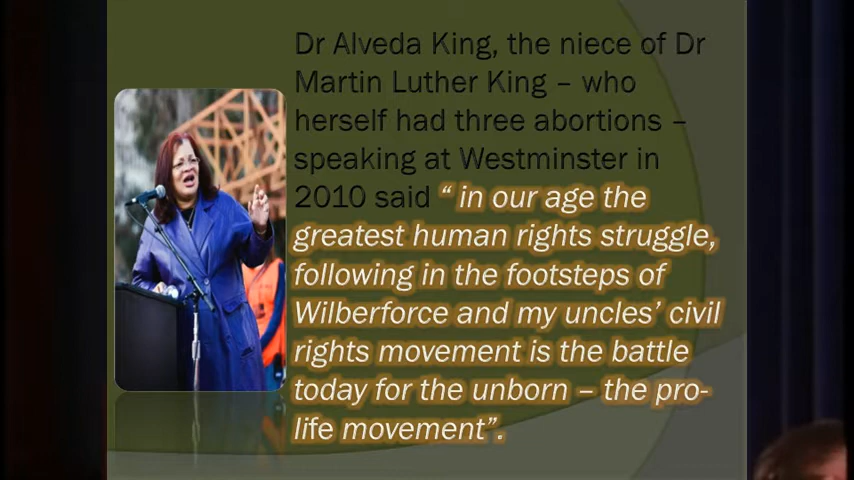 Dr Alveda King, the niece of Dr
Martin Luther King – who
herself had three abortions –
speaking at Westminster in
2010 said “ in our age the
greatest human rights struggle,
following in the footsteps of
Wilberforce and my uncles’ civil
rights movement is the battle
today for the unborn – the pro-
life movement”.